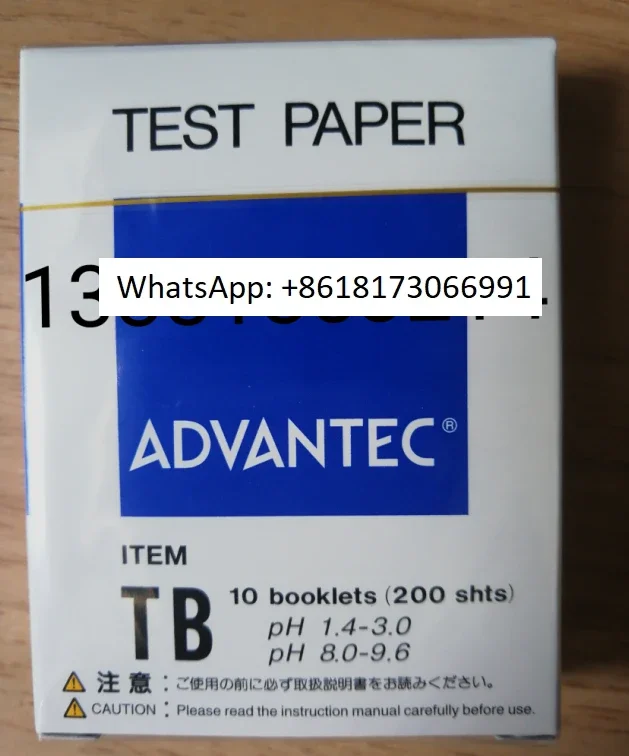 TEST PAPER
WhatsApp: +8618173066991
ADVANTEC®
ITEM
TB
10 booklets (200 shts)
pH 1.4-3.0
pH 8.0-9.6
注意:ご使用の前に必ず取扱説明書をお読みください。
CAUTION : Please read the instruction manual carefully before use.